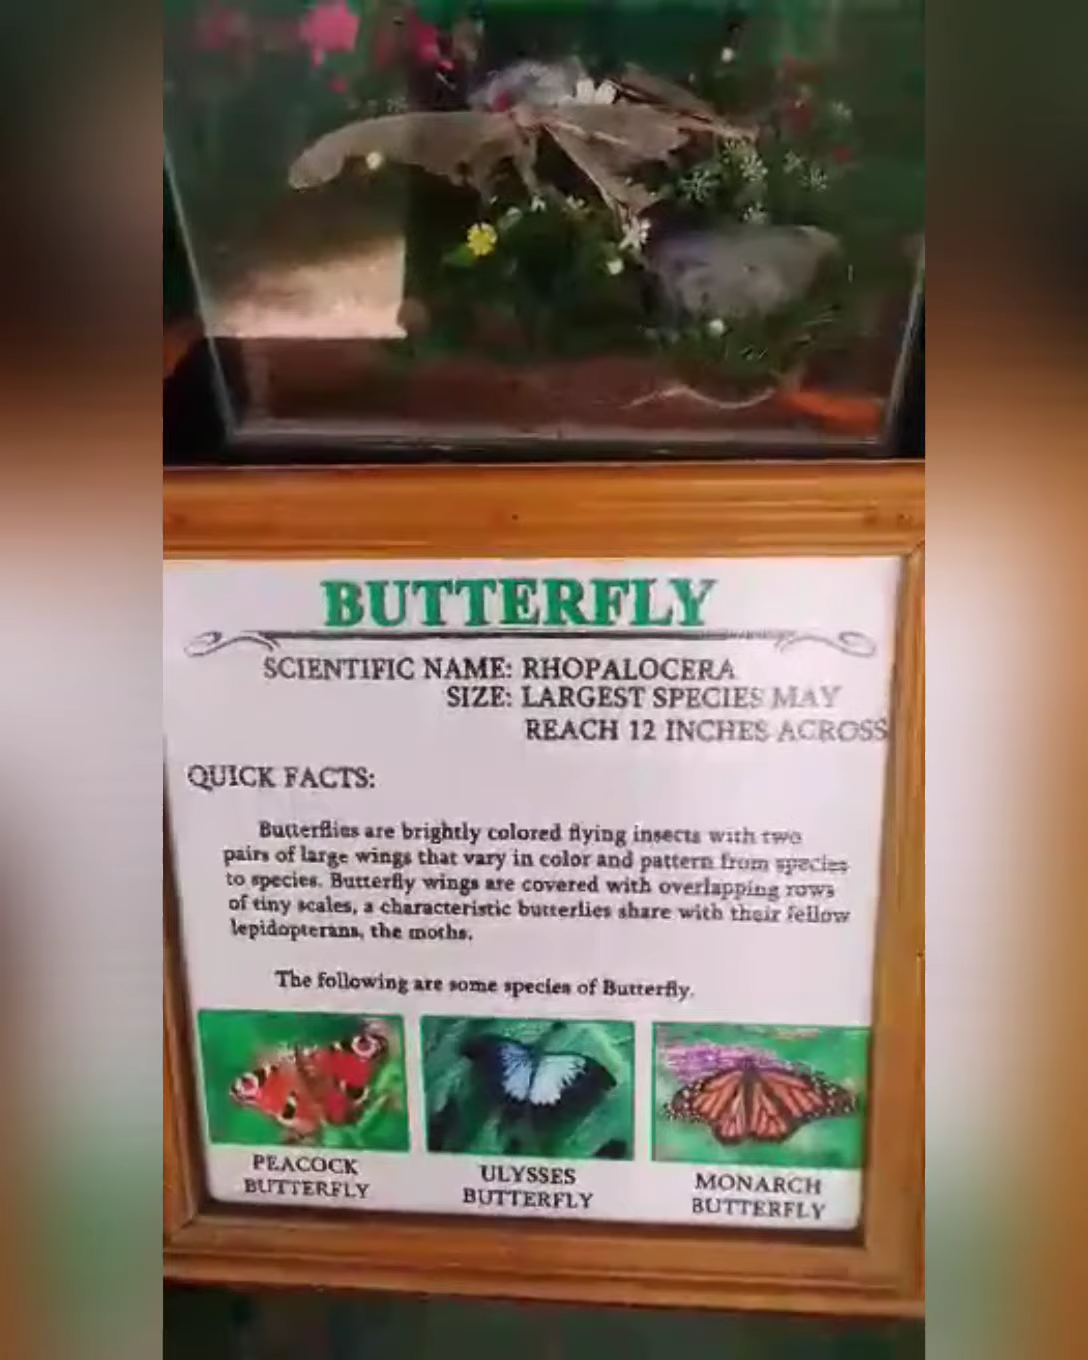 BUTTERFLY
SCIENTIFIC NAME: RHOPALOCERA
SIZE: LARGEST SPECIES MAY
REACH 12 INCHES ACROSS
QUICK FACTS:
Butterflies are brightly colored flying insects with two
pairs of large wings that vary in color and pattern from species
to species. Butterfly wings are covered with overlapping rows
of tiny scales, a characteristic butterlies share with their fellow
lepidopterans, the moths.
The following are some species of Butterfly.
PEACOCK
BUTTERFLY
ULYSSES
BUTTERFLY
MONARCH
BUTTERFLY